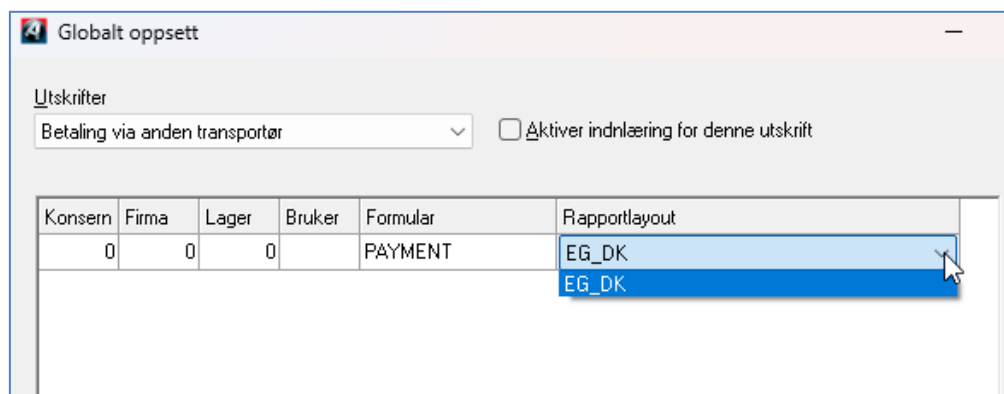 Globalt oppsett
Utskrifter
Betaling via anden transportør
Aktiver indnlæring for denne utskrift
Konsern Firma Lager Bruker Formular Rapportlayout
0 0 0 PAYMENT EG_DK
EG_DK